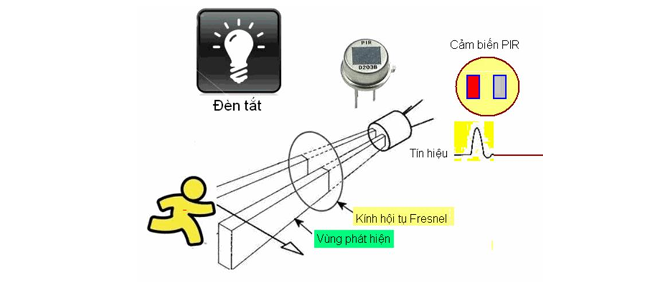 PIR
D203B
Cảm biến PIR
Đèn tắt
Tín hiệu
Kính hội tụ Fresnel
Vùng phát hiện